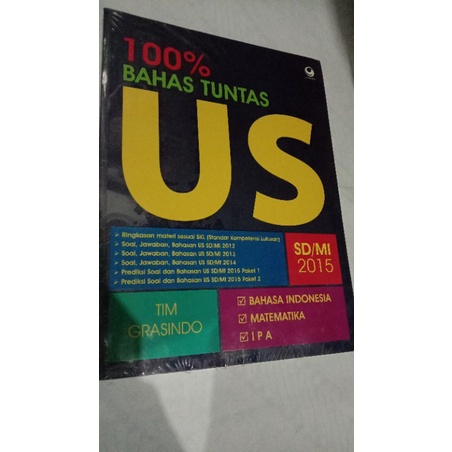 100%
BAHAS TUNTAS
US
Ringkasan materi sesuai SKL (Standar Kompetensi Lulusan)
Soal, Jawaban, Bahasan US SD/MI 2012
Soal, Jawaban, Bahasan US SD/MI 2013
Soal, Jawaban, Bahasan US SD/MI 2014
Prediksi Soal dan Bahasan US SD/MI 2015 Paket 1
Prediksi Soal dan Bahasan US SD/MI 2015 Paket 2
SD/MI
2015
TIM
GRASINDO
BAHASA INDONESIA
MATEMATIKA
IPA